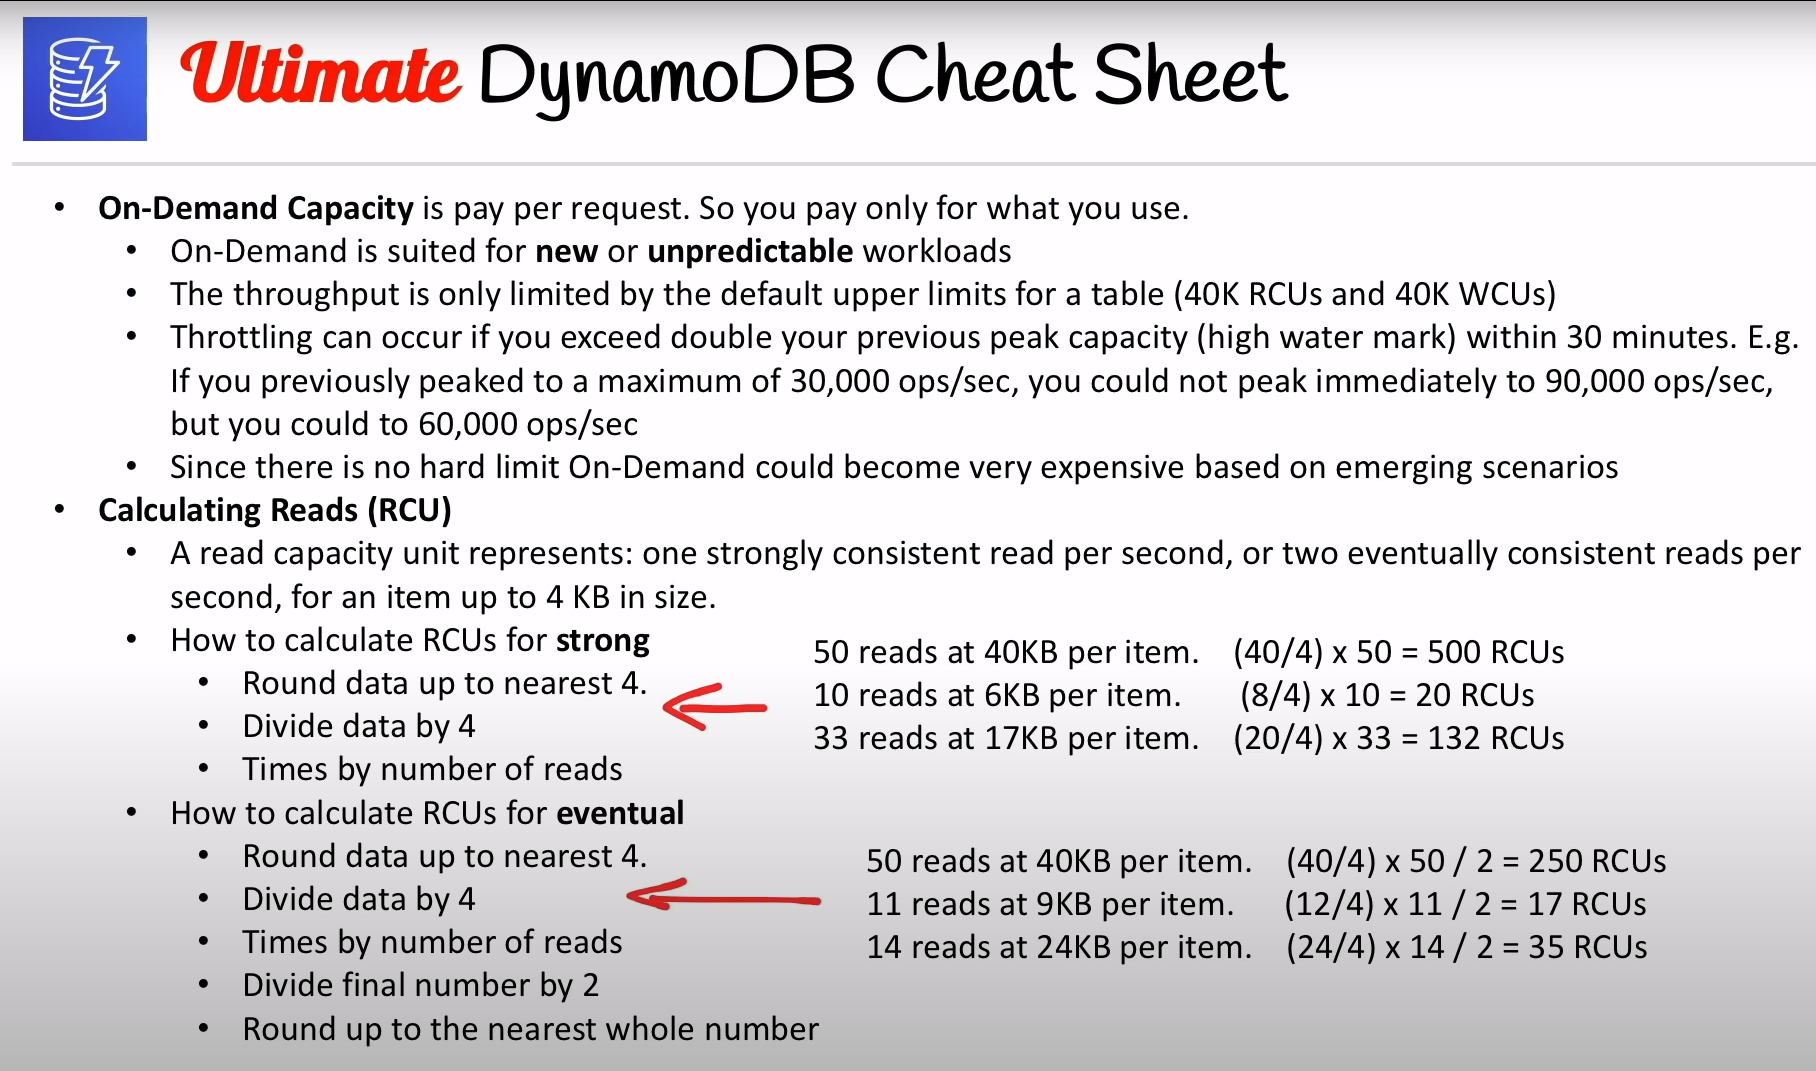 Ultimate DynamoDB Cheat Sheet
• On-Demand Capacity is pay per request. So you pay only for what you use.
• On-Demand is suited for new or unpredictable workloads
• The throughput is only limited by the default upper limits for a table (40K RCUs and 40K WCUs)
• Throttling can occur if you exceed double your previous peak capacity (high water mark) within 30 minutes. E.g.
If you previously peaked to a maximum of 30,000 ops/sec, you could not peak immediately to 90,000 ops/sec,
but you could to 60,000 ops/sec
• Since there is no hard limit On-Demand could become very expensive based on emerging scenarios
• Calculating Reads (RCU)
• A read capacity unit represents: one strongly consistent read per second, or two eventually consistent reads per
second, for an item up to 4 KB in size.
• How to calculate RCUs for strong
• Round data up to nearest 4.
• Divide data by 4
• Times by number of reads
50 reads at 40KB per item. (40/4) x 50 = 500 RCUs
10 reads at 6KB per item. (8/4) x 10 = 20 RCUs
33 reads at 17KB per item. (20/4) x 33 = 132 RCUs
• How to calculate RCUs for eventual
• Round data up to nearest 4.
• Divide data by 4
• Times by number of reads
• Divide final number by 2
• Round up to the nearest whole number
50 reads at 40KB per item. (40/4) x 50 / 2 = 250 RCUs
11 reads at 9KB per item. (12/4) x 11 / 2 = 17 RCUs
14 reads at 24KB per item. (24/4) x 14 / 2 = 35 RCUs